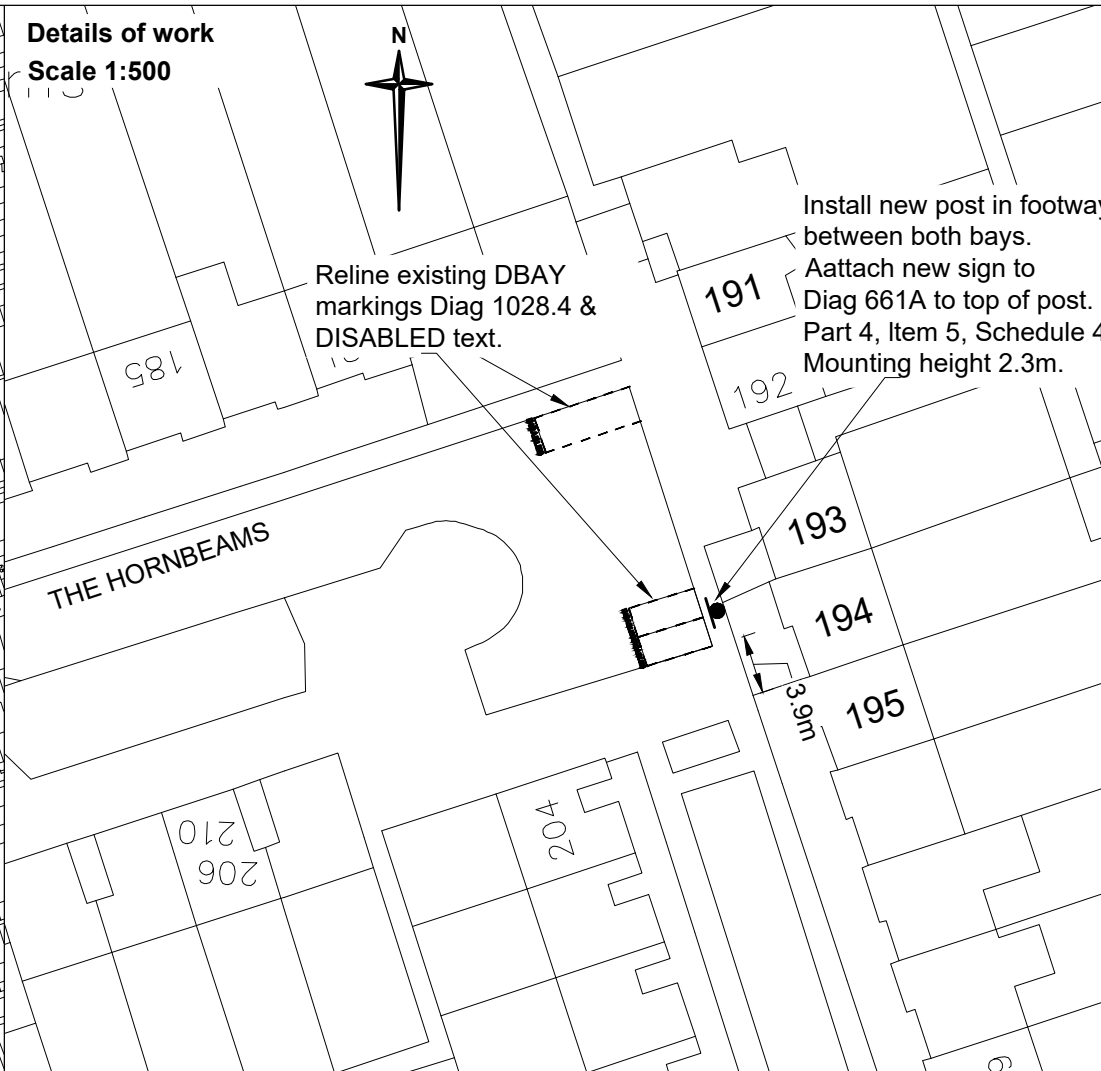 Details of work
Scale 1:500
N
Install new post in footway
between both bays.
Aattach new sign to
Diag 661A to top of post.
Part 4, Item 5, Schedule 4
Mounting height 2.3m.
Reline existing DBAY
markings Diag 1028.4 &
DISABLED text.
191
185
192
193
THE HORNBEAMS
194
3.9m
195
204
210
206